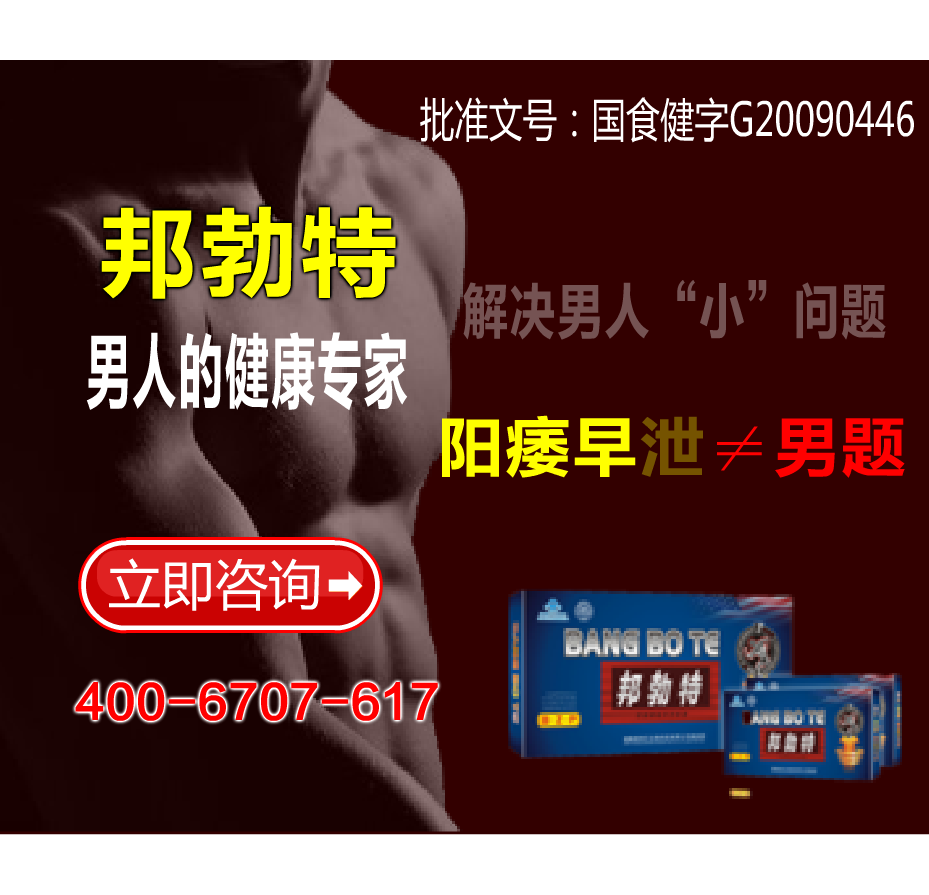 批准文号：国食健字G20090446
邦勃特
解决男人“小”问题
男人的健康专家
阳痿早泄≠男题
立即咨询
400-6707-617
BANG BO TE
邦勃特
BANG BO TE
邦勃特